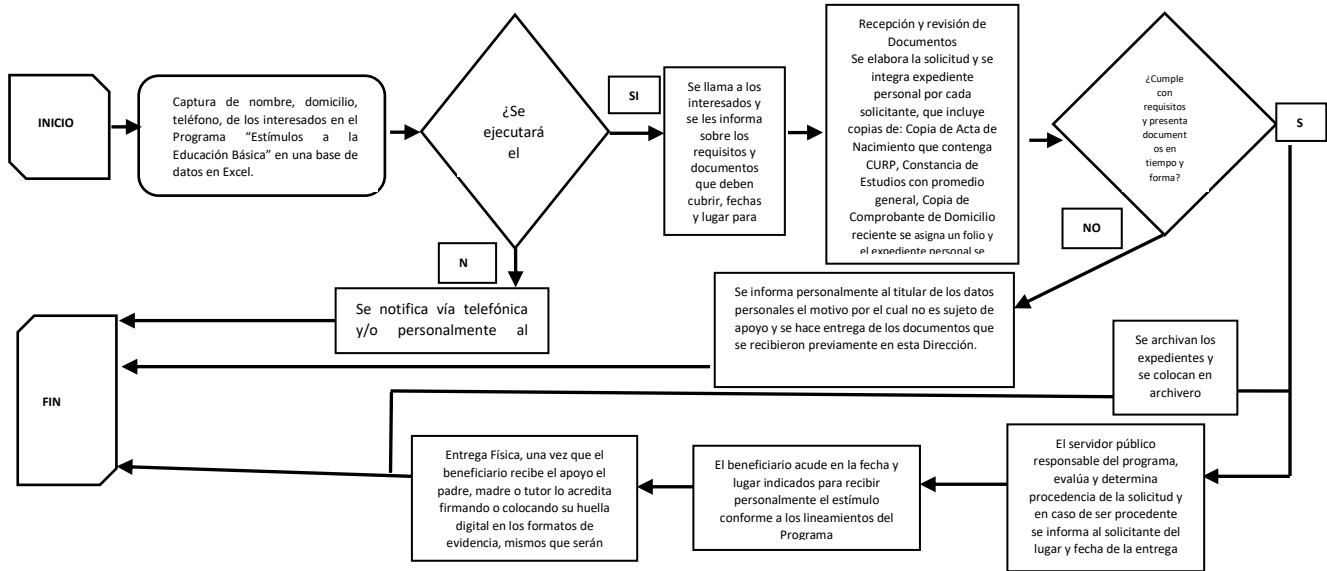 INICIO
Captura de nombre, domicilio,
teléfono, de los interesados en el
Programa “Estímulos a la
Educación Básica” en una base de
datos en Excel.
¿Se
ejecutará
el
SI
N
Se llama a los
interesados y
se les informa
sobre los
requisitos y
documentos
que deben
cubrir, fechas
y lugar para
Recepción y revisión de
Documentos
Se elabora la solicitud y se
integra expediente
personal por cada
solicitante, que incluye
copias de: Copia de Acta de
Nacimiento que contenga
CURP, Constancia de
Estudios con promedio
general, Copia de
Comprobante de Domicilio
reciente se asigna un folio y
el expediente personal se
¿Cumple
con
requisitos
y presenta
document
os en
tiempo y
forma?
S
NO
Se notifica vía telefónica
y/o personalmente al
Se informa personalmente al titular de los datos
personales el motivo por el cual no es sujeto de
apoyo y se hace entrega de los documentos que
se recibieron previamente en esta Dirección.
Se archivan los
expedientes y
se colocan en
archivero
FIN
Entrega Física, una vez que el
beneficiario recibe el apoyo el
padre, madre o tutor lo acredita
firmando o colocando su huella
digital en los formatos de
evidencia, mismos que serán
El beneficiario acude en la fecha y
lugar indicados para recibir
personalmente el estímulo
conforme a los lineamientos del
Programa
El servidor público
responsable del programa,
evalúa y determina
procedencia de la solicitud y
en caso de ser procedente
se informa al solicitante del
lugar y fecha de la entrega